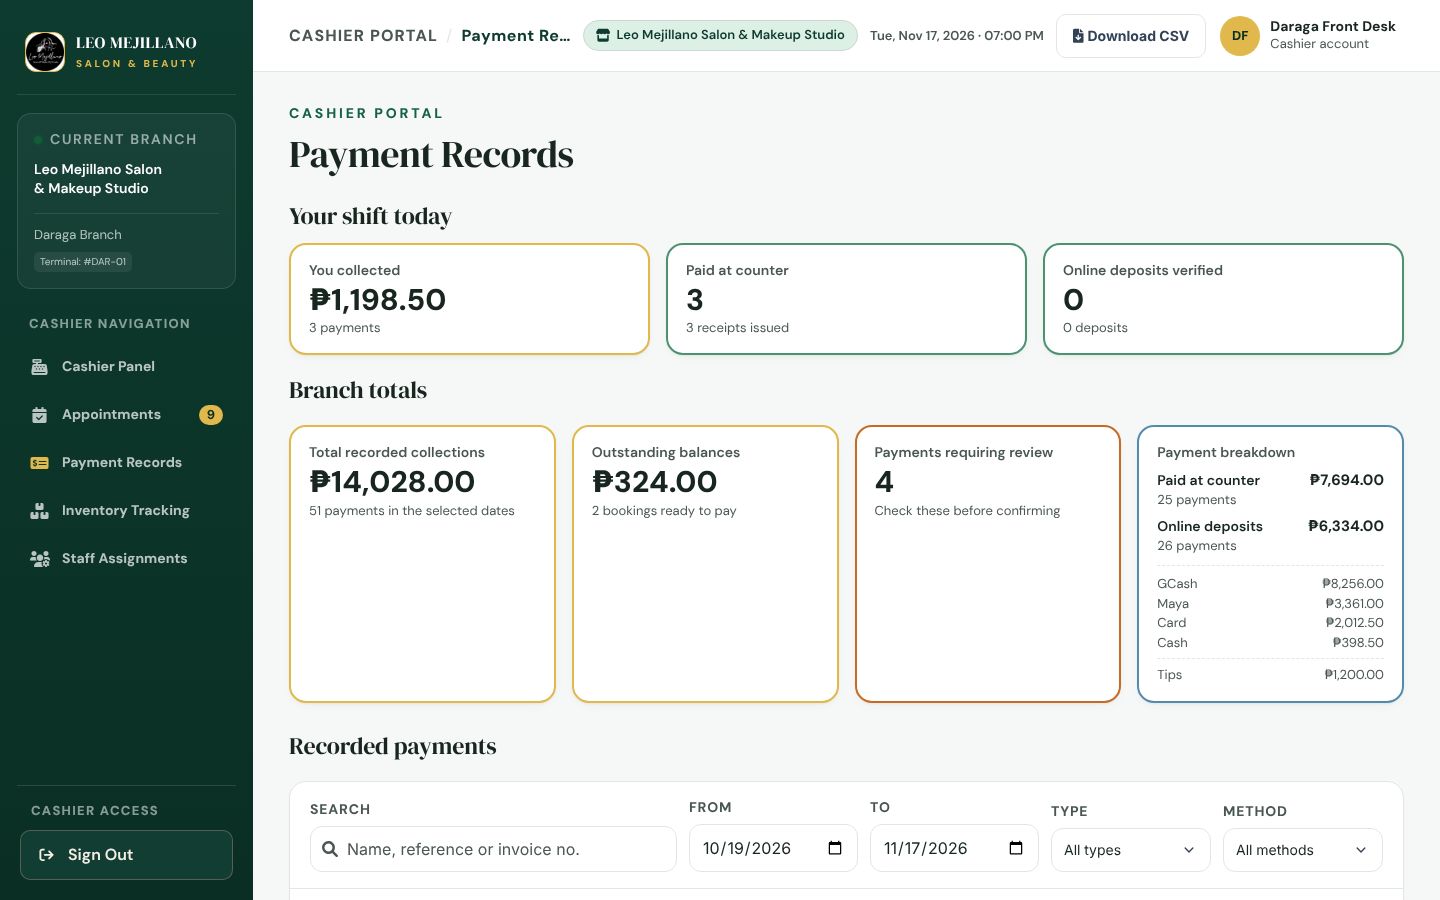 LEO MEJILLANO
SALON & BEAUTY
CURRENT BRANCH
Leo Mejillano Salon
& Makeup Studio
Daraga Branch
Terminal: #DAR-01
CASHIER NAVIGATION
Cashier Panel
Appointments 9
Payment Records
Inventory Tracking
Staff Assignments
CASHIER ACCESS
Sign Out
CASHIER PORTAL / Payment Re... Leo Mejillano Salon & Makeup Studio Tue, Nov 17, 2026 · 07:00 PM Download CSV DF Daraga Front Desk
Cashier account
CASHIER PORTAL
Payment Records
Your shift today
You collected
₱1,198.50
3 payments
Paid at counter
3
3 receipts issued
Online deposits verified
0
0 deposits
Branch totals
Total recorded collections
₱14,028.00
51 payments in the selected dates
Outstanding balances
₱324.00
2 bookings ready to pay
Payments requiring review
4
Check these before confirming
Payment breakdown
Paid at counter ₱7,694.00
25 payments
Online deposits ₱6,334.00
26 payments
GCash ₱8,256.00
Maya ₱3,361.00
Card ₱2,012.50
Cash ₱398.50
Tips ₱1,200.00
Recorded payments
SEARCH
Name, reference or invoice no.
FROM
10/19/2026
TO
11/17/2026
TYPE
All types
METHOD
All methods